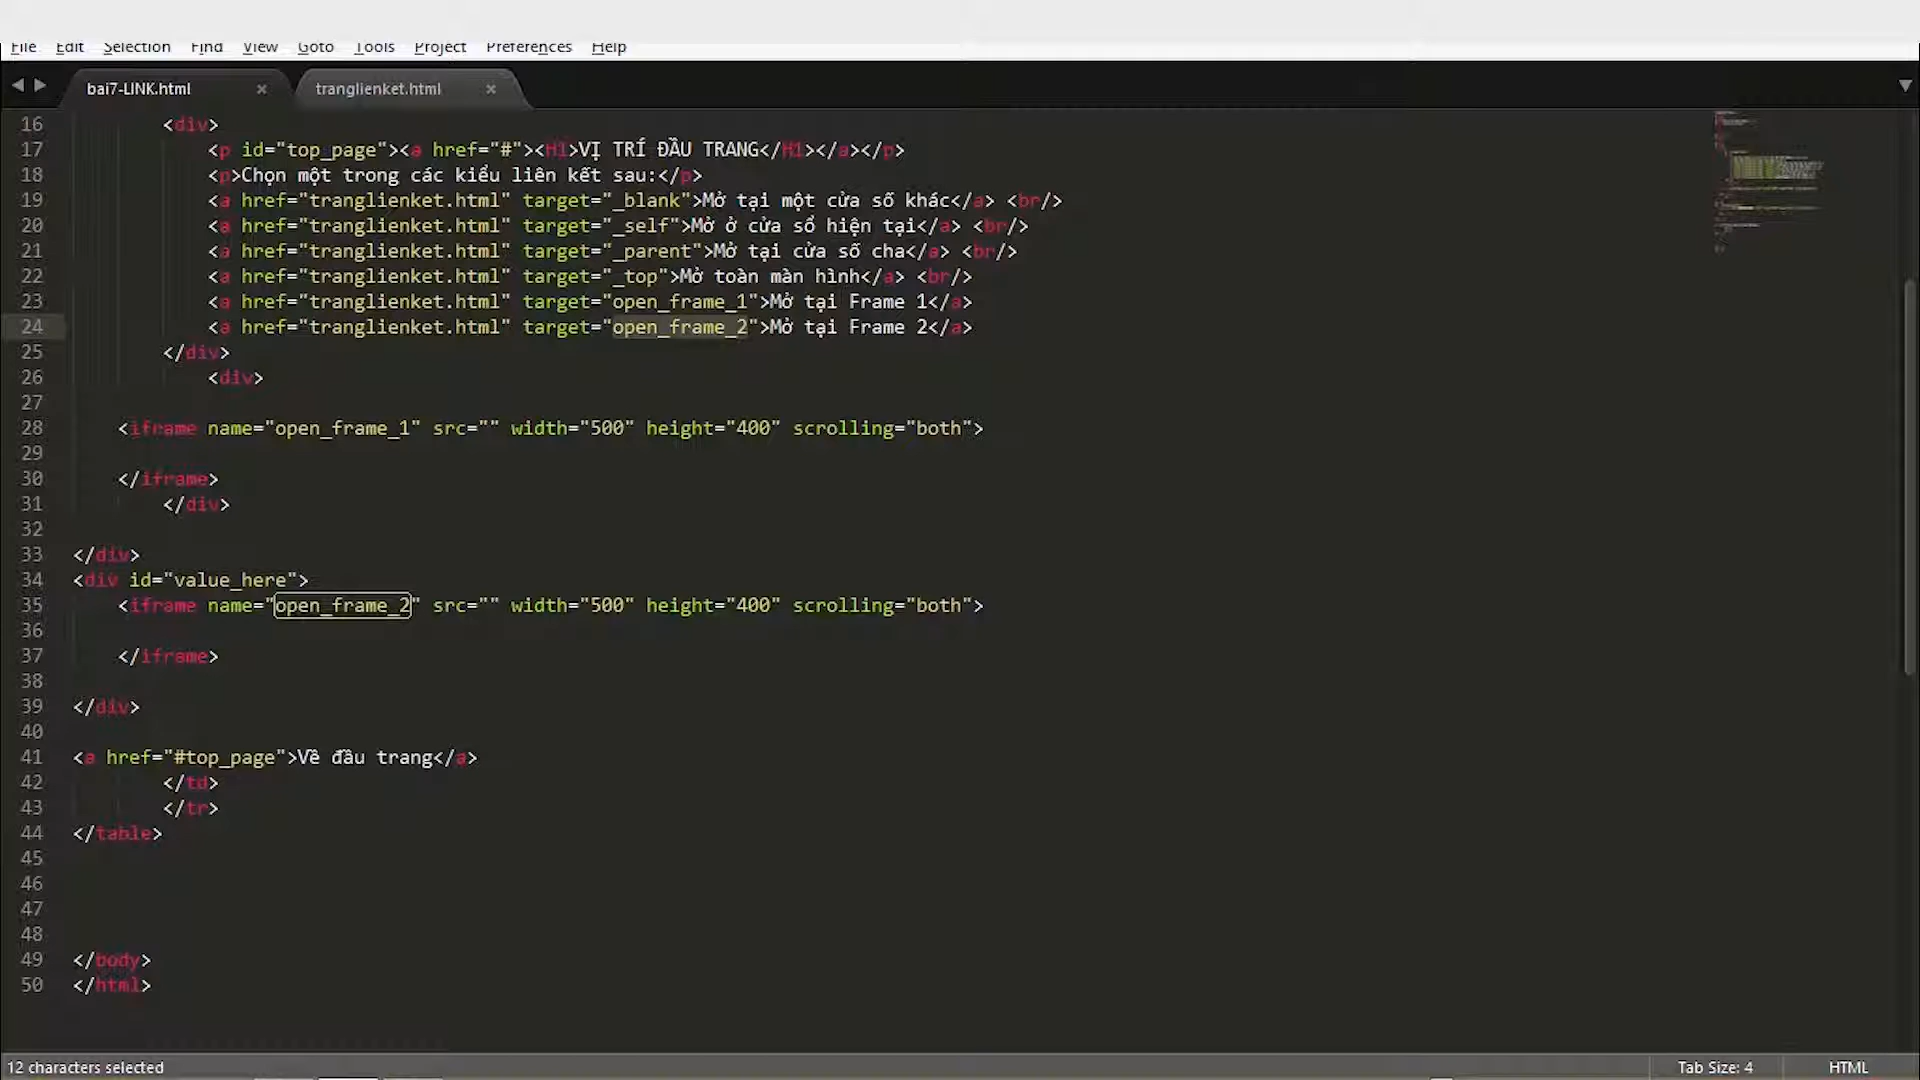 File Edit Selection Find View Goto Tools Project Preferences Help
bai7-LINK.html × tranglienket.html ×
16 <div>
17 <p id="top_page"><a href="#"><H1>VỊ TRÍ ĐẦU TRANG</H1></a></p>
18 <p>Chọn một trong các kiểu liên kết sau:</p>
19 <a href="tranglienket.html" target="_blank">Mở tại một cửa số khác</a> <br/>
20 <a href="tranglienket.html" target="_self">Mở ở cửa sổ hiện tại</a> <br/>
21 <a href="tranglienket.html" target="_parent">Mở tại cửa số cha</a> <br/>
22 <a href="tranglienket.html" target="_top">Mở toàn màn hình</a> <br/>
23 <a href="tranglienket.html" target="open_frame_1">Mở tại Frame 1</a>
24 <a href="tranglienket.html" target="open_frame_2">Mở tại Frame 2</a>
25 </div>
26 <div>
27
28 <iframe name="open_frame_1" src="" width="500" height="400" scrolling="both">
29
30 </iframe>
31 </div>
32
33 </div>
34 <div id="value_here">
35 <iframe name="open_frame_2" src="" width="500" height="400" scrolling="both">
36
37 </iframe>
38
39 </div>
40
41 <a href="#top_page">Về đầu trang</a>
42 </td>
43 </tr>
44 </table>
45
46
47
48
49 </body>
50 </html>
12 characters selected Tab Size: 4 HTML